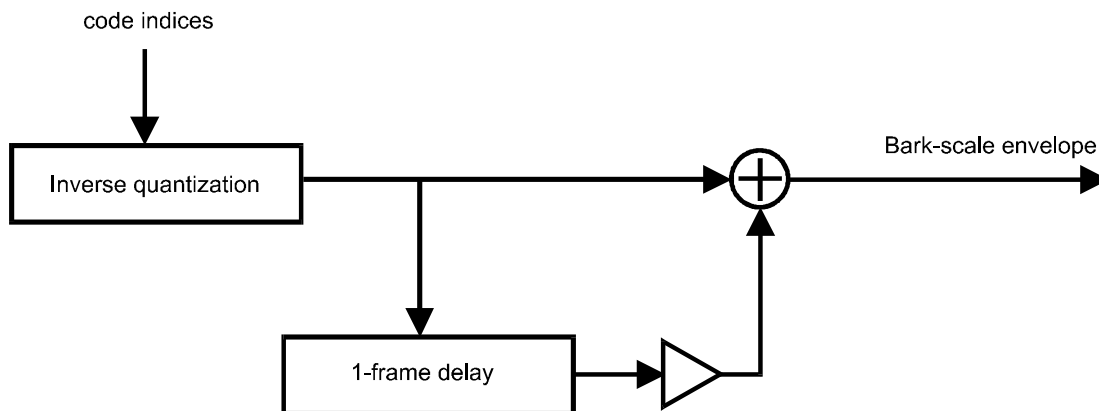 code indices
Inverse quantization
Bark-scale envelope
1-frame delay